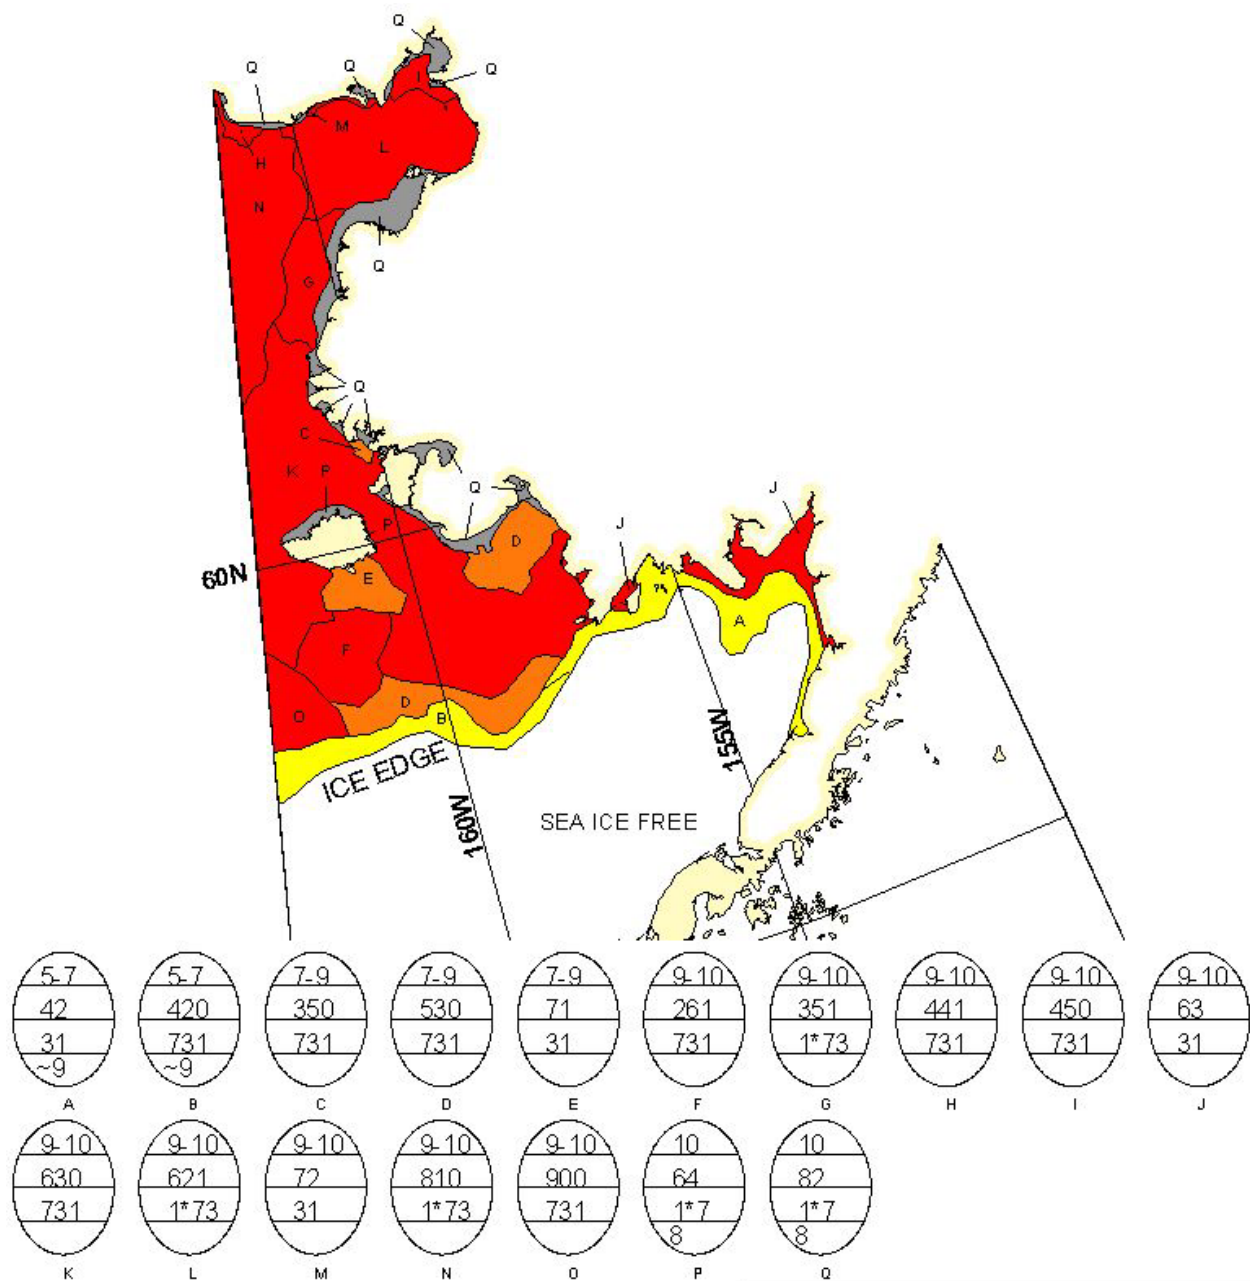 Q
Q
Q
Q
I
M
L
H
N
Q
G
Q
C
K
P
Q
J
P
J
D
60N
E
A
F
D
O
B
155W
ICE EDGE
160W
SEA ICE FREE
5-7 5-7 7-9 7-9 7-9 9-10 9-10 9-10 9-10 9-10
42 420 350 530 71 261 351 441 450 63
31 731 731 731 31 731 1*73 731 731 31
~9 ~9
A B C D E F G H I J
9-10 9-10 9-10 9-10 9-10 10 10
630 621 72 810 900 64 82
731 1*73 31 1*73 731 1*7 1*7
8 8
K L M N O P Q